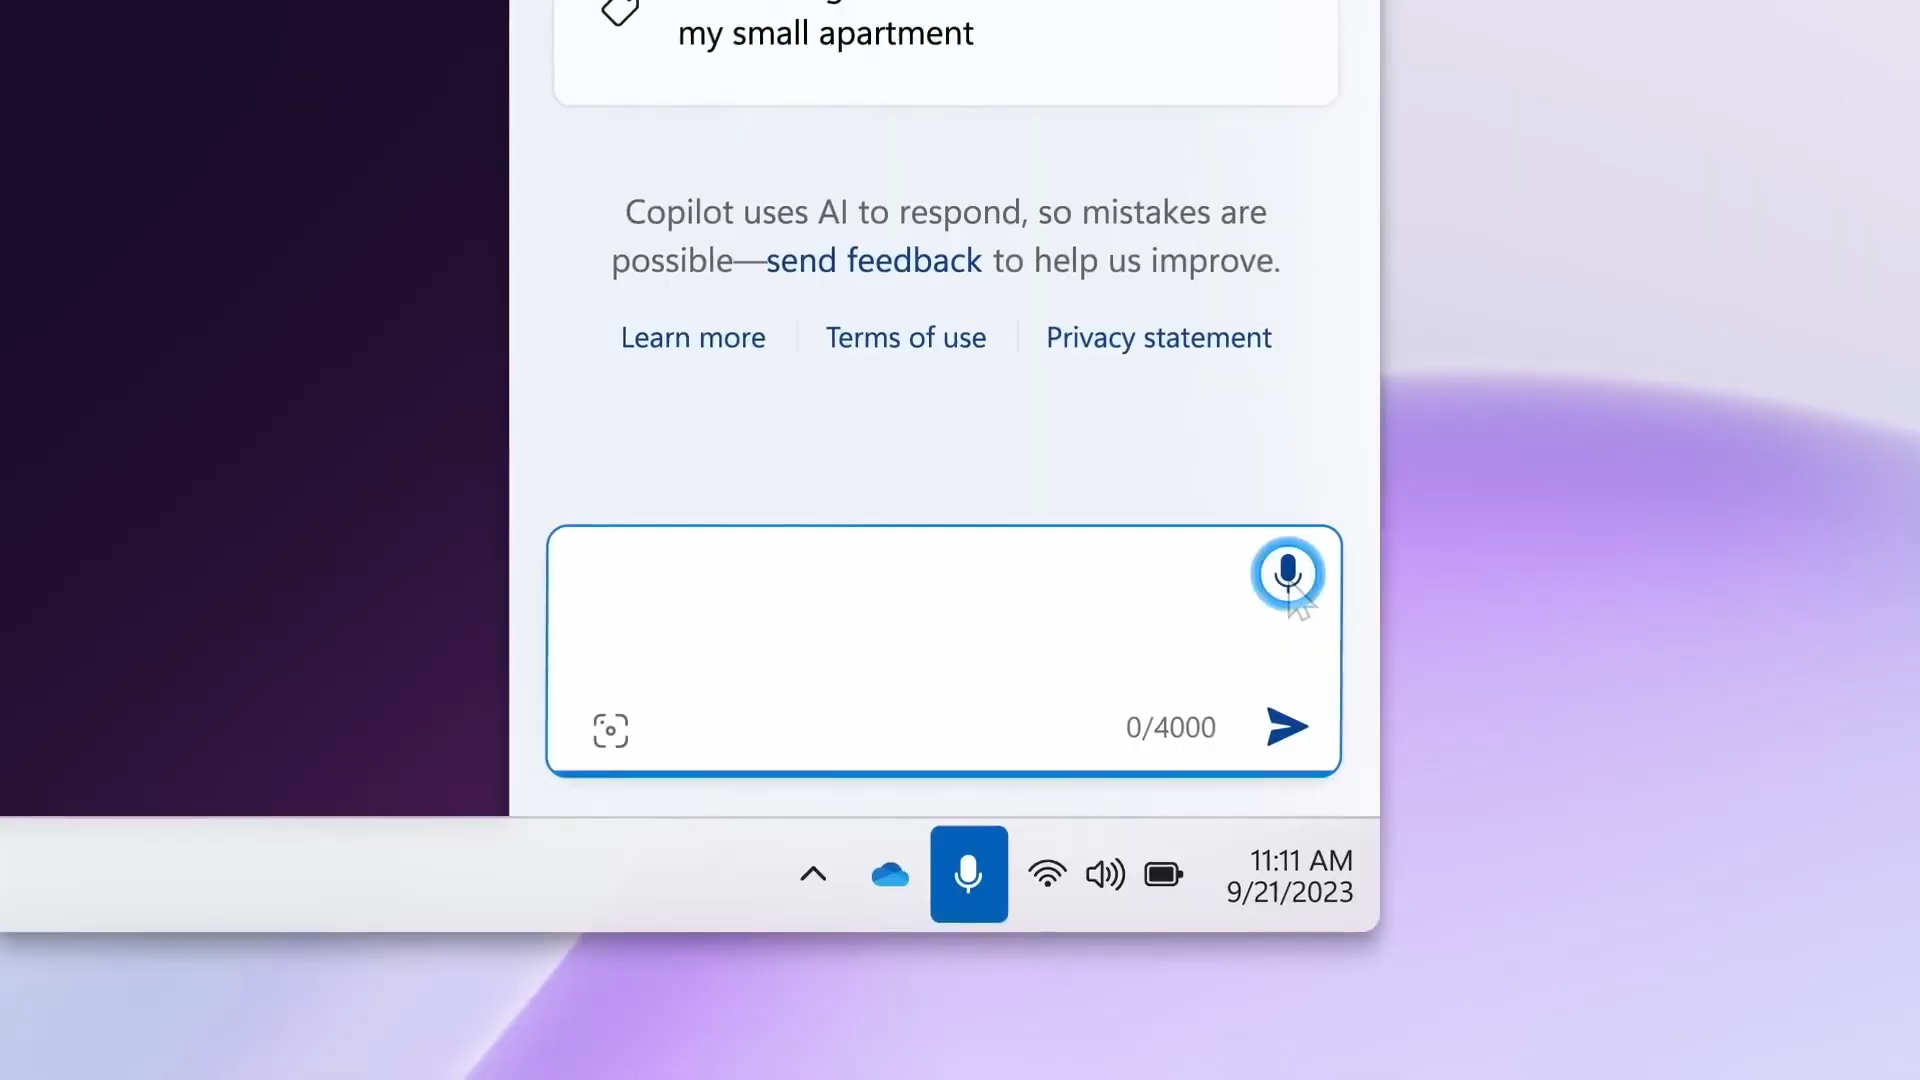 my small apartment
Copilot uses AI to respond, so mistakes are
possible—send feedback to help us improve.
Learn more
Terms of use
Privacy statement
0/4000
11:11 AM
9/21/2023